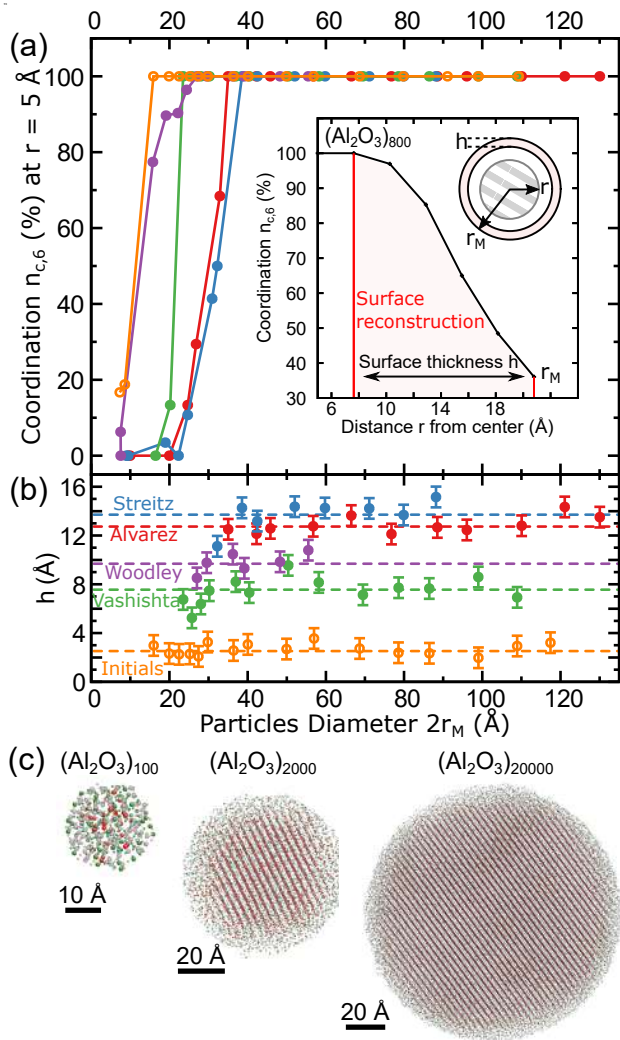 (a)
0 20 40 60 80 100 120
Coordination n_c,6 (%) at r = 5 Å
100
80
60
40
20
0
(Al2O3)800
h
r
rM
Coordination n_c,6 (%)
100
90
80
70
60
50
40
30
Surface
reconstruction
Surface thickness h
rM
6 10 14 18
Distance r from center (Å)
(b)
h (Å)
16
12
8
4
0
Streitz
Alvarez
Woodley
Vashishta
Initials
0 20 40 60 80 100 120
Particles Diameter 2rM (Å)
(c)
(Al2O3)100
(Al2O3)2000
(Al2O3)20000
10 Å
20 Å
20 Å